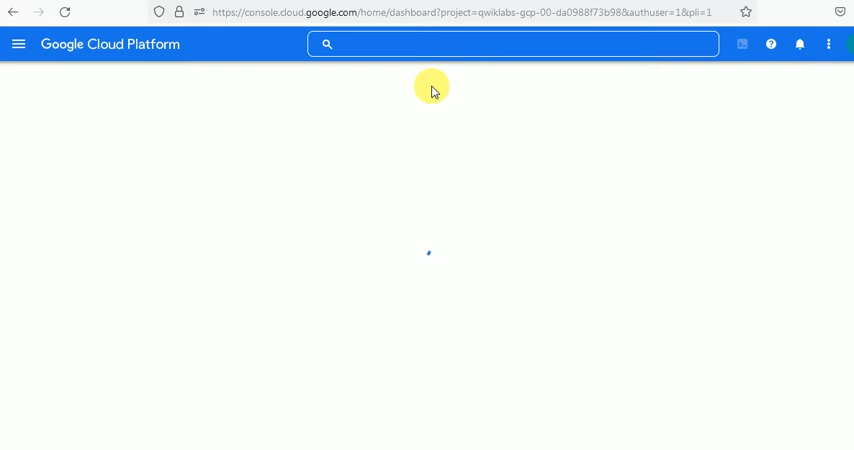 https://console.cloud.google.com/home/dashboard?project=qwiklabs-gcp-00-da0988f73b98&authuser=1&pli=1
Google Cloud Platform